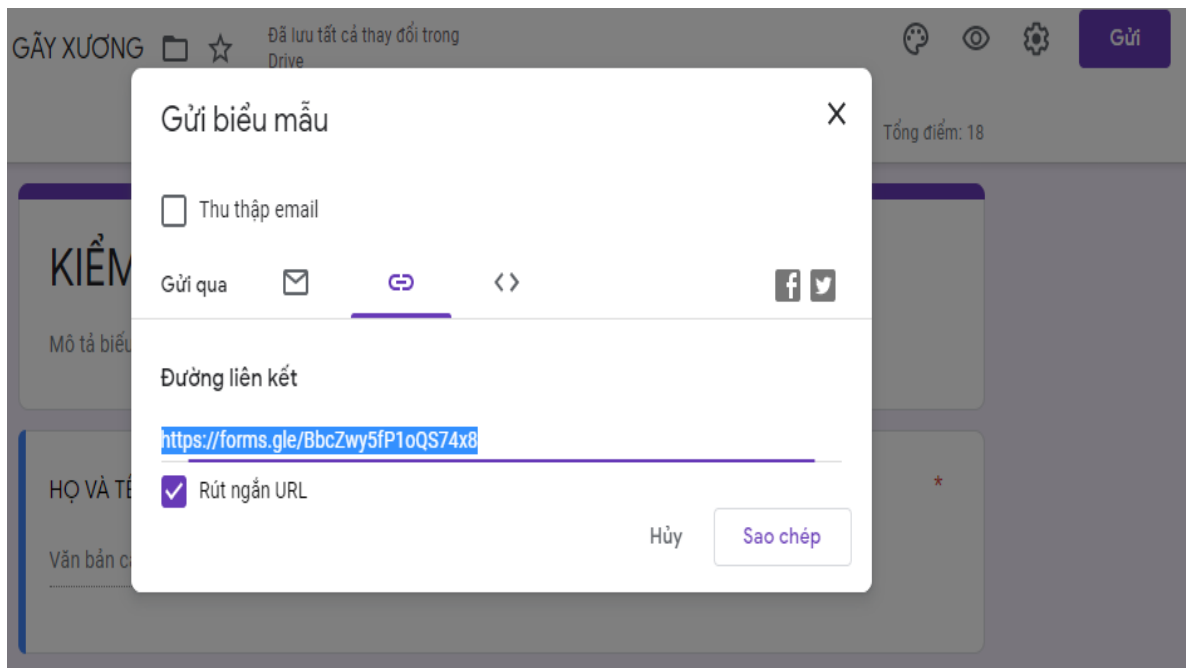 GÃY XƯƠNG
Đã lưu tất cả thay đổi trong
Drive
Gửi
Tổng điểm: 18
Gửi biểu mẫu
Thu thập email
Gửi qua
Đường liên kết
https://forms.gle/BbcZwy5fP1oQS74x8
Rút ngắn URL
Hủy
Sao chép
KIỂM
Mô tả biểu
HỌ VÀ TÊ
*
Văn bản câ